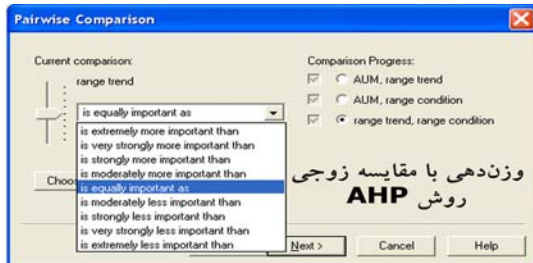 Pairwise Comparison
Current comparison:
range trend
is equally important as
is extremely more important than
is very strongly more important than
is strongly more important than
is moderately more important than
is equally important as
is moderately less important than
is strongly less important than
is very strongly less important than
is extremely less important than
Choo
Comparison Progress:
AUM, range trend
AUM, range condition
range trend, range condition
وزن‌دهی با مقایسه زوجی
روش AHP
Next >
Cancel
Help